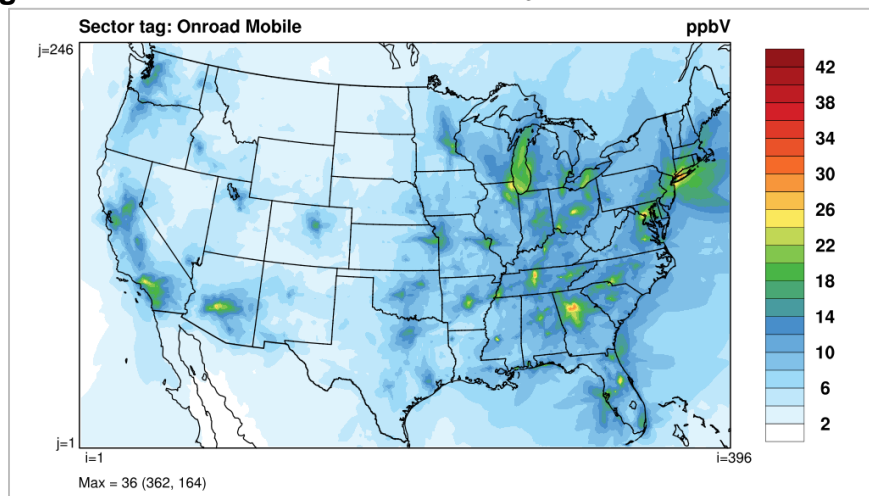 g
Sector tag: Onroad Mobile
ppbV
j=246
42
38
34
30
26
22
18
14
10
6
2
j=1
i=1
i=396
Max = 36 (362, 164)